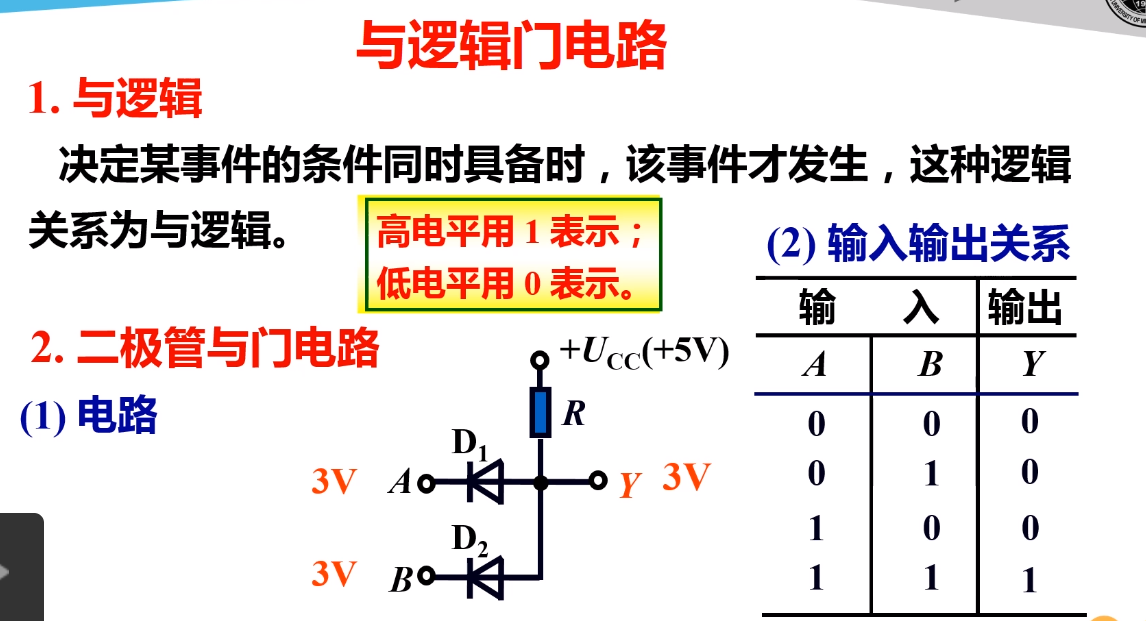 与逻辑门电路
1. 与逻辑
决定某事件的条件同时具备时，该事件才发生，这种逻辑
关系为与逻辑。
高电平用 1 表示；
低电平用 0 表示。
2. 二极管与门电路
(1) 电路
+UCC(+5V)
R
D1
3V A
Y 3V
D2
3V B
(2) 输入输出关系
输 入 输出
A B Y
0 0 0
0 1 0
1 0 0
1 1 1